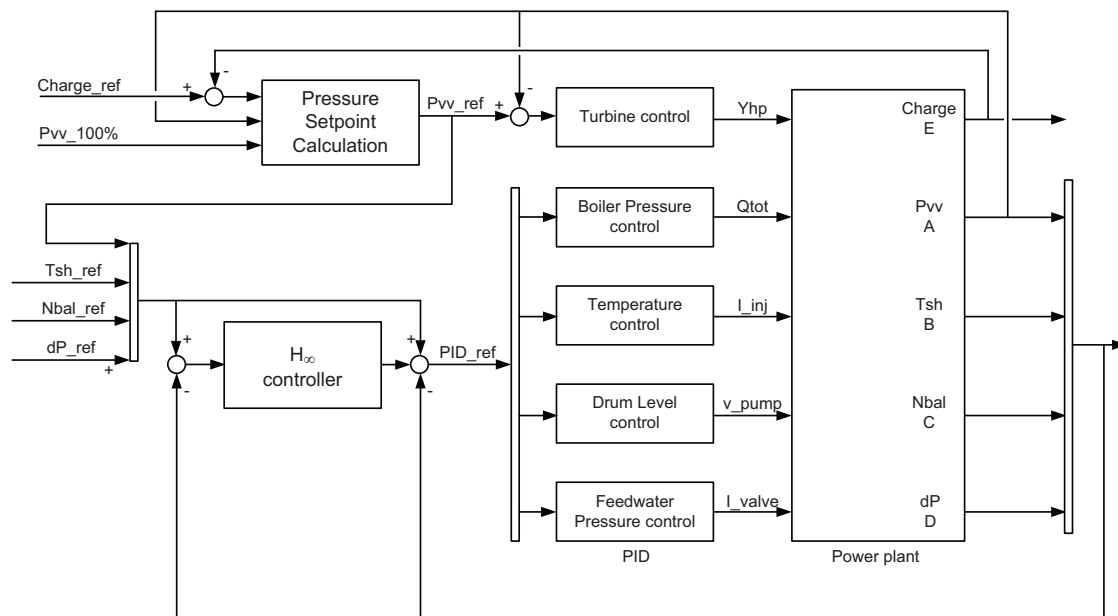 Charge_ref
+
-
Pvv_100%
Pressure
Setpoint
Calculation
Pvv_ref
+
-
Turbine control
Yhp
Charge
E
Boiler Pressure
control
Qtot
Pvv
A
Tsh_ref
Nbal_ref
dP_ref
+
Temperature
control
I_inj
Tsh
B
+
-
H∞
controller
+
-
PID_ref
Drum Level
control
v_pump
Nbal
C
Feedwater
Pressure control
I_valve
dP
D
PID
Power plant